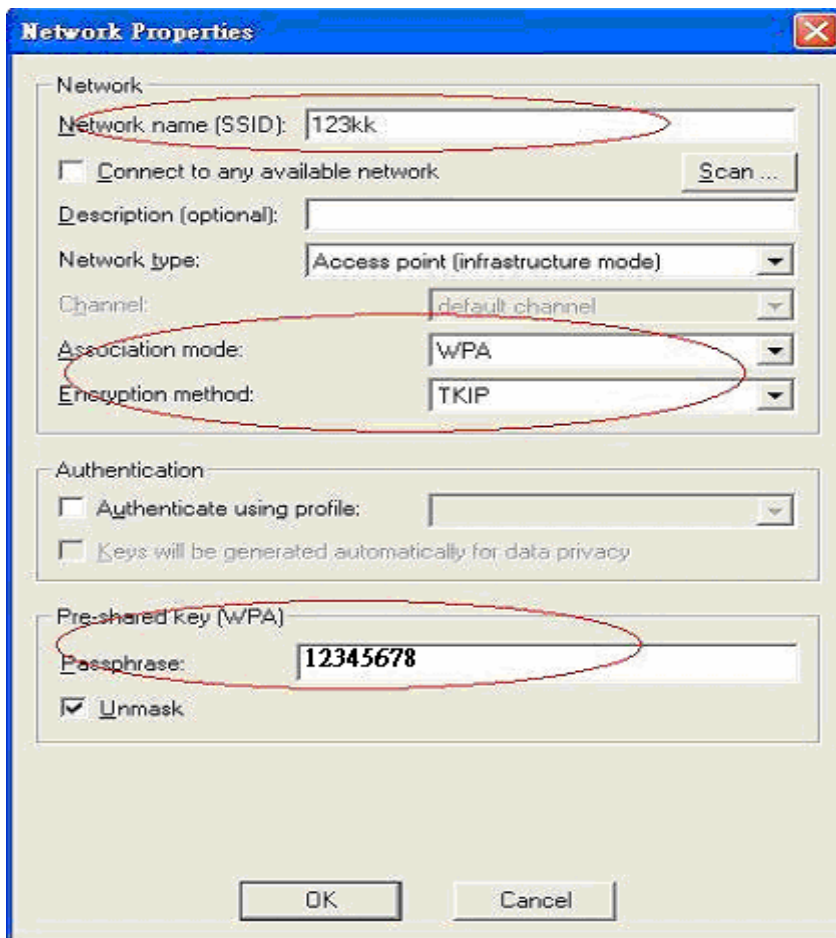 Network Properties
Network
Network name (SSID): 123kk
Connect to any available network Scan ...
Description (optional):
Network type: Access point (infrastructure mode)
Channel: default channel
Association mode: WPA
Encryption method: TKIP
Authentication
Authenticate using profile:
Keys will be generated automatically for data privacy
Pre-shared key (WPA)
Passphrase: 12345678
Unmask
OK Cancel